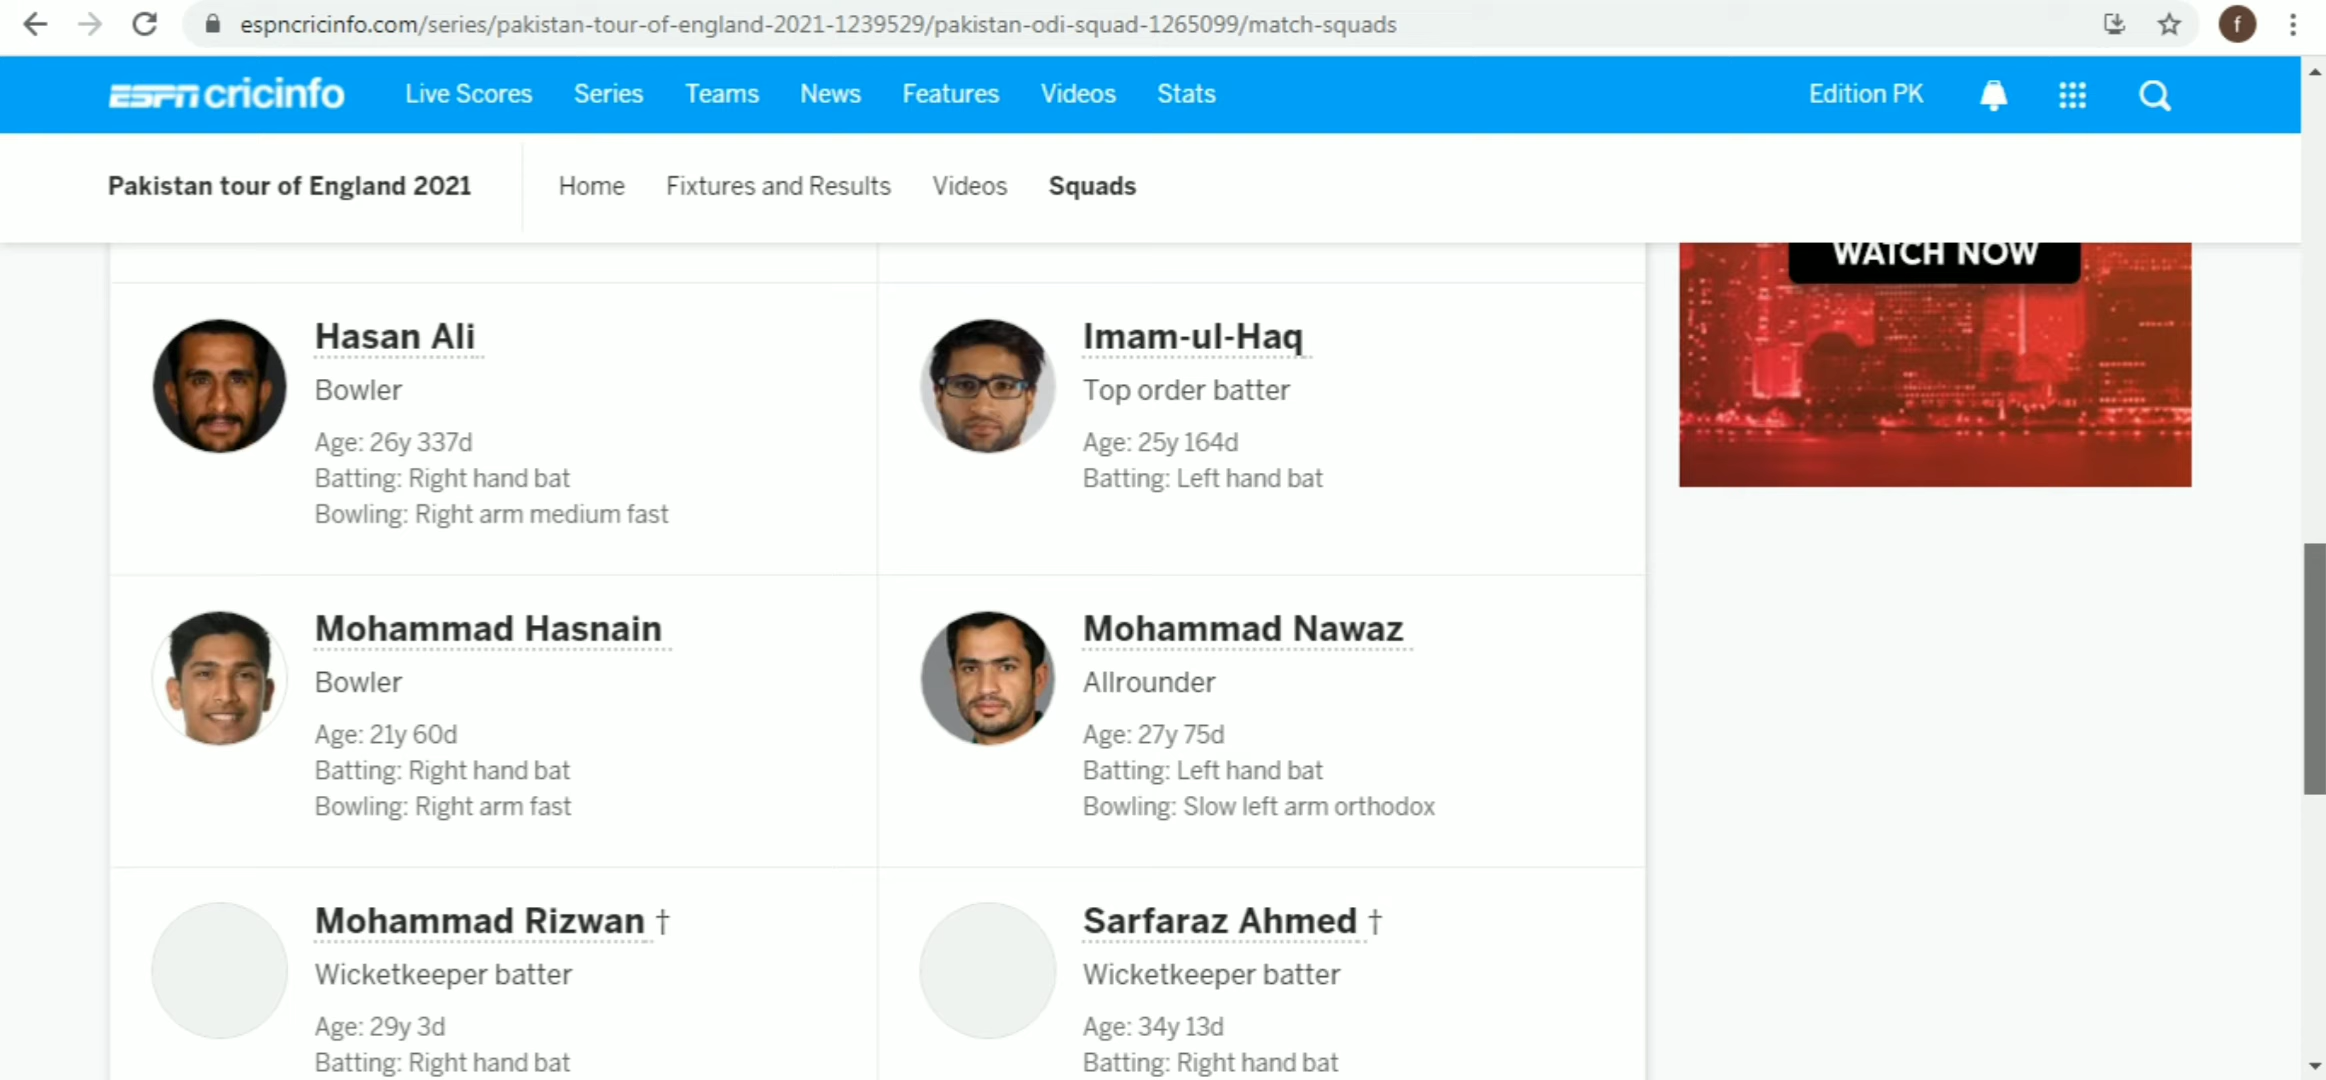 espncricinfo.com/series/pakistan-tour-of-england-2021-1239529/pakistan-odi-squad-1265099/match-squads
f
ESPN cricinfo Live Scores Series Teams News Features Videos Stats Edition PK
Pakistan tour of England 2021 Home Fixtures and Results Videos Squads
WATCH NOW
Hasan Ali
Bowler
Age: 26y 337d
Batting: Right hand bat
Bowling: Right arm medium fast
Imam-ul-Haq
Top order batter
Age: 25y 164d
Batting: Left hand bat
Mohammad Hasnain
Bowler
Age: 21y 60d
Batting: Right hand bat
Bowling: Right arm fast
Mohammad Nawaz
Allrounder
Age: 27y 75d
Batting: Left hand bat
Bowling: Slow left arm orthodox
Mohammad Rizwan †
Wicketkeeper batter
Age: 29y 3d
Batting: Right hand bat
Sarfaraz Ahmed †
Wicketkeeper batter
Age: 34y 13d
Batting: Right hand bat